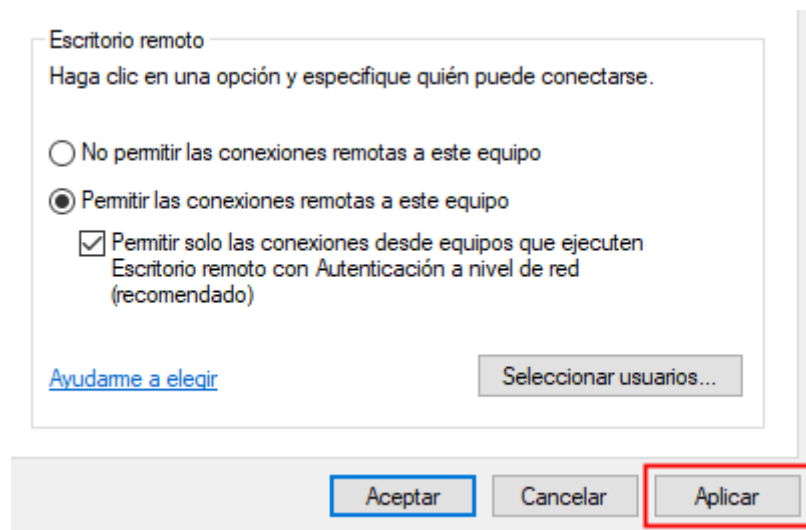 Escritorio remoto
Haga clic en una opción y especifique quién puede conectarse.
No permitir las conexiones remotas a este equipo
Permitir las conexiones remotas a este equipo
Permitir solo las conexiones desde equipos que ejecuten
Escritorio remoto con Autenticación a nivel de red
(recomendado)
Ayudarme a elegir
Seleccionar usuarios...
Aceptar
Cancelar
Aplicar